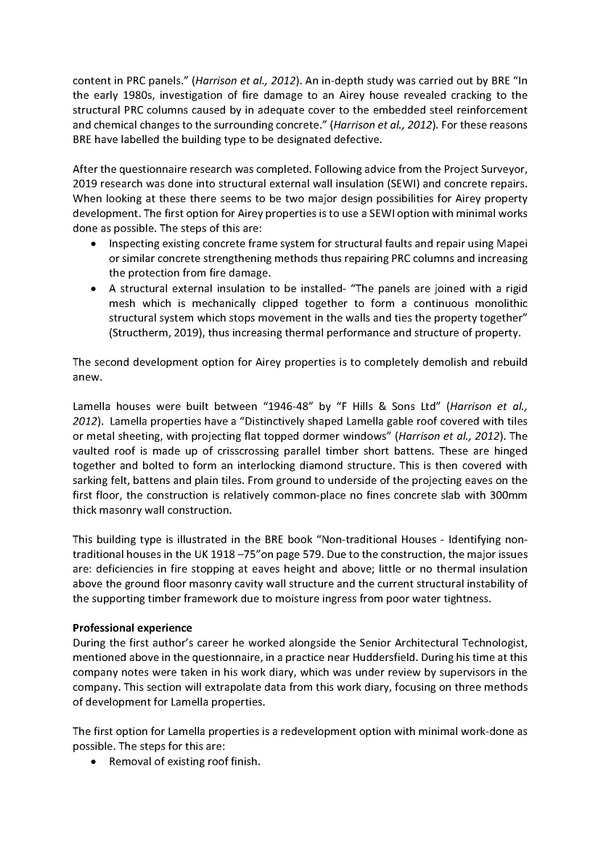 content in PRC panels.” (Harrison et al., 2012). An in-depth study was carried out by BRE “In
the early 1980s, investigation of fire damage to an Airey house revealed cracking to the
structural PRC columns caused by in adequate cover to the embedded steel reinforcement
and chemical changes to the surrounding concrete.” (Harrison et al., 2012). For these reasons
BRE have labelled the building type to be designated defective.
After the questionnaire research was completed. Following advice from the Project Surveyor,
2019 research was done into structural external wall insulation (SEWI) and concrete repairs.
When looking at these there seems to be two major design possibilities for Airey property
development. The first option for Airey properties is to use a SEWI option with minimal works
done as possible. The steps of this are:
• Inspecting existing concrete frame system for structural faults and repair using Mapei
or similar concrete strengthening methods thus repairing PRC columns and increasing
the protection from fire damage.
• A structural external insulation to be installed- “The panels are joined with a rigid
mesh which is mechanically clipped together to form a continuous monolithic
structural system which stops movement in the walls and ties the property together”
(Structherm, 2019), thus increasing thermal performance and structure of property.
The second development option for Airey properties is to completely demolish and rebuild
anew.
Lamella houses were built between “1946-48” by “F Hills & Sons Ltd” (Harrison et al.,
2012). Lamella properties have a “Distinctively shaped Lamella gable roof covered with tiles
or metal sheeting, with projecting flat topped dormer windows” (Harrison et al., 2012). The
vaulted roof is made up of crisscrossing parallel timber short battens. These are hinged
together and bolted to form an interlocking diamond structure. This is then covered with
sarking felt, battens and plain tiles. From ground to underside of the projecting eaves on the
first floor, the construction is relatively common-place no fines concrete slab with 300mm
thick masonry wall construction.
This building type is illustrated in the BRE book “Non-traditional Houses - Identifying non-
traditional houses in the UK 1918 –75”on page 579. Due to the construction, the major issues
are: deficiencies in fire stopping at eaves height and above; little or no thermal insulation
above the ground floor masonry cavity wall structure and the current structural instability of
the supporting timber framework due to moisture ingress from poor water tightness.
Professional experience
During the first author’s career he worked alongside the Senior Architectural Technologist,
mentioned above in the questionnaire, in a practice near Huddersfield. During his time at this
company notes were taken in his work diary, which was under review by supervisors in the
company. This section will extrapolate data from this work diary, focusing on three methods
of development for Lamella properties.
The first option for Lamella properties is a redevelopment option with minimal work-done as
possible. The steps for this are:
• Removal of existing roof finish.